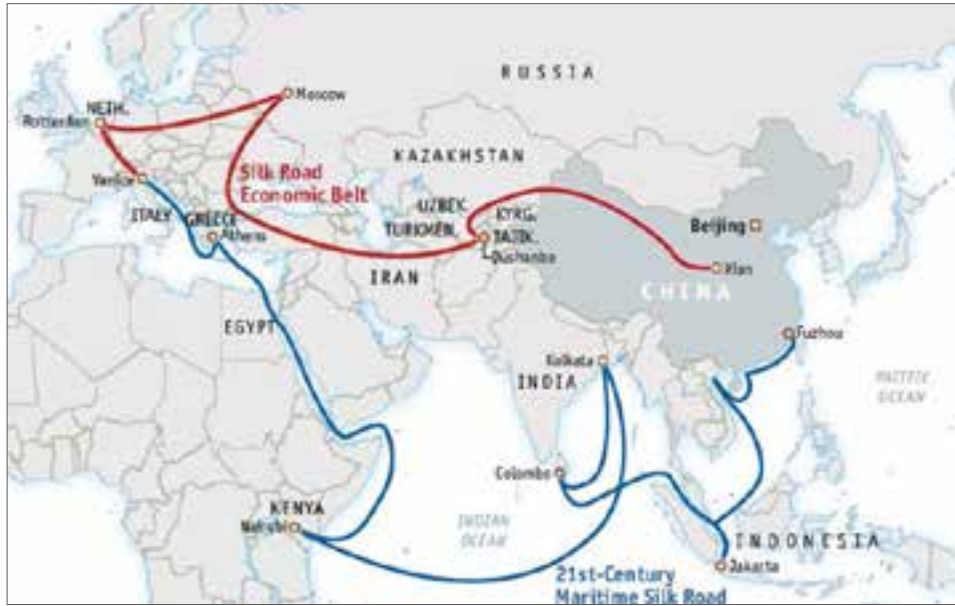 RUSSIA
Moscow
NETH.
Rotterdam
KAZAKHSTAN
Silk Road
Economic Belt
Venice
UZBEK.
KYRG.
ITALY
GREECE
TURKMEN.
TAJIK.
Beijing
Athens
Dushanbe
IRAN
Xian
CHINA
EGYPT
Fuzhou
Kolkata
INDIA
PACIFIC
OCEAN
Colombo
KENYA
Nairobi
INDIAN
OCEAN
INDONESIA
Jakarta
21st-Century
Maritime Silk Road